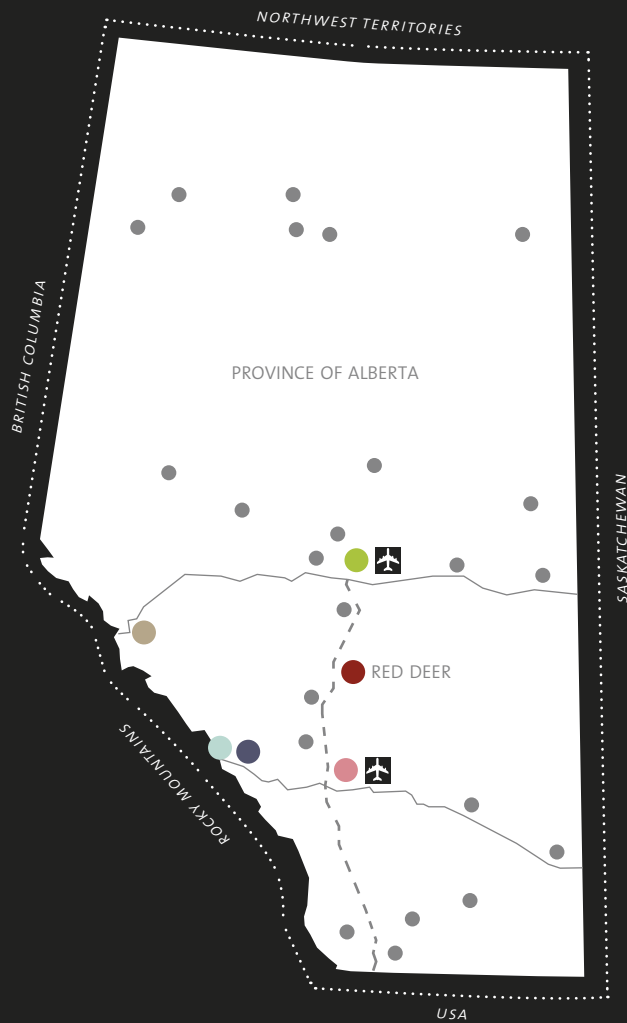 NORTHWEST TERRITORIES
BRITISH COLUMBIA
PROVINCE OF ALBERTA
SASKATCHEWAN
RED DEER
ROCKY MOUNTAINS
USA